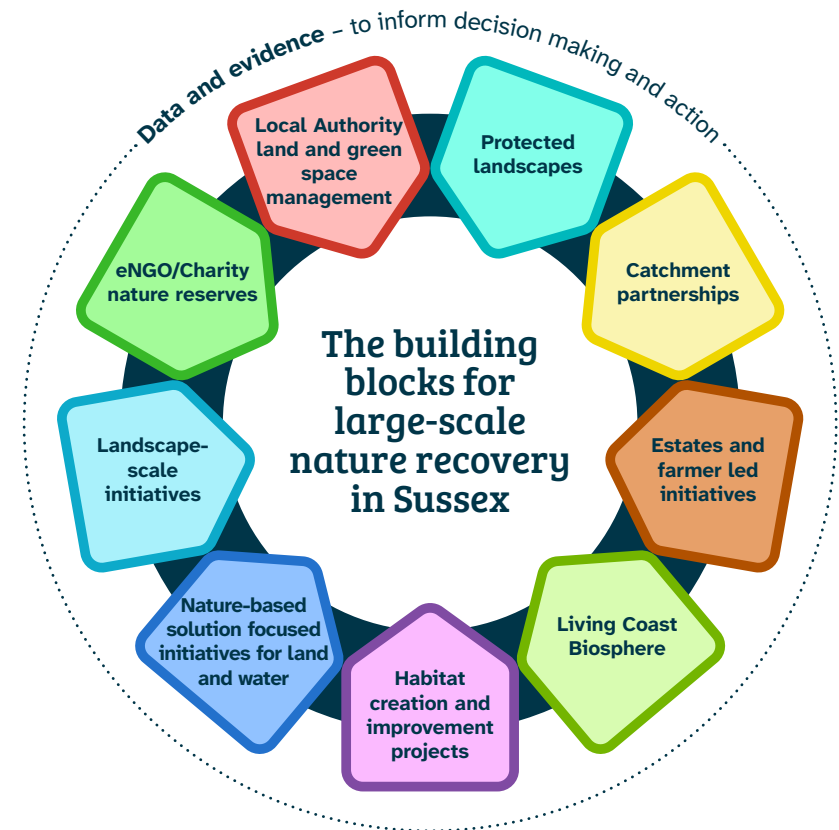 Data and evidence – to inform decision making and action
Local Authority
land and green
space
management
Protected
landscapes
Catchment
partnerships
Estates and
farmer led
initiatives
Living Coast
Biosphere
Habitat
creation and
improvement
projects
Nature-based
solution focused
initiatives for land
and water
Landscape-
scale
initiatives
eNGO/Charity
nature reserves
The building
blocks for
large-scale
nature recovery
in Sussex